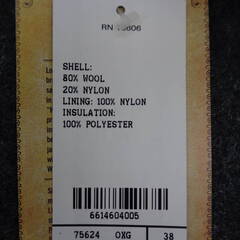 SHELL:
80% WOOL
20% NYLON
LINING: 100% NYLON
INSULATION:
100% POLYESTER
6614604005
75624 OXG 38